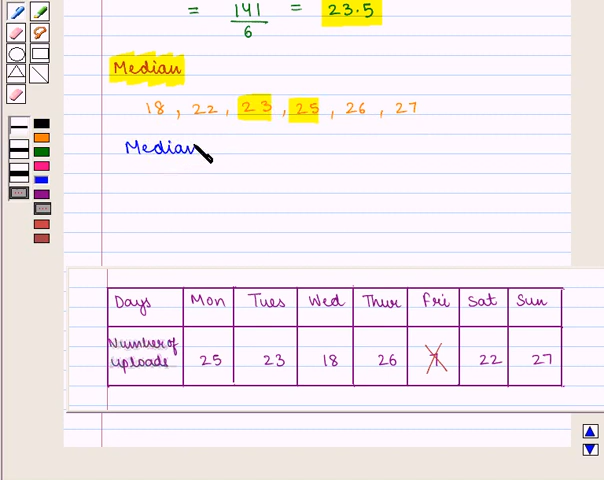 = 141/6 = 23.5
Median
18 , 22 , 23 , 25 , 26 , 27
Median
Days Mon Tues Wed Thur Fri Sat Sun
Number of uploads 25 23 18 26 7 22 27